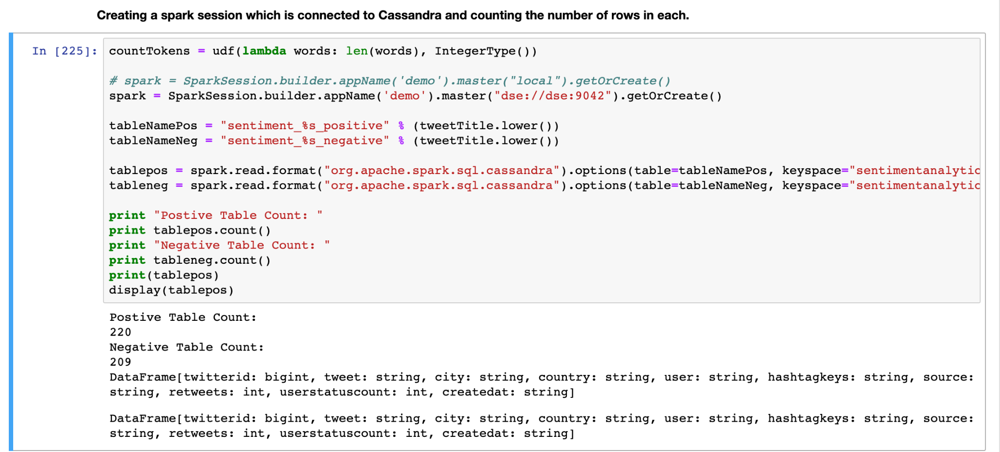 Creating a spark session which is connected to Cassandra and counting the number of rows in each.
In [225]: countTokens = udf(lambda words: len(words), IntegerType())
# spark = SparkSession.builder.appName('demo').master("local").getOrCreate()
spark = SparkSession.builder.appName('demo').master("dse://dse:9042").getOrCreate()
tableNamePos = "sentiment_%s_positive" % (tweetTitle.lower())
tableNameNeg = "sentiment_%s_negative" % (tweetTitle.lower())
tablepos = spark.read.format("org.apache.spark.sql.cassandra").options(table=tableNamePos, keyspace="sentimentanalytic
tableneg = spark.read.format("org.apache.spark.sql.cassandra").options(table=tableNameNeg, keyspace="sentimentanalytic
print "Postive Table Count: "
print tablepos.count()
print "Negative Table Count: "
print tableneg.count()
print(tablepos)
display(tablepos)
Postive Table Count:
220
Negative Table Count:
209
DataFrame[twitterid: bigint, tweet: string, city: string, country: string, user: string, hashtagkeys: string, source:
string, retweets: int, userstatuscount: int, createdat: string]
DataFrame[twitterid: bigint, tweet: string, city: string, country: string, user: string, hashtagkeys: string, source:
string, retweets: int, userstatuscount: int, createdat: string]